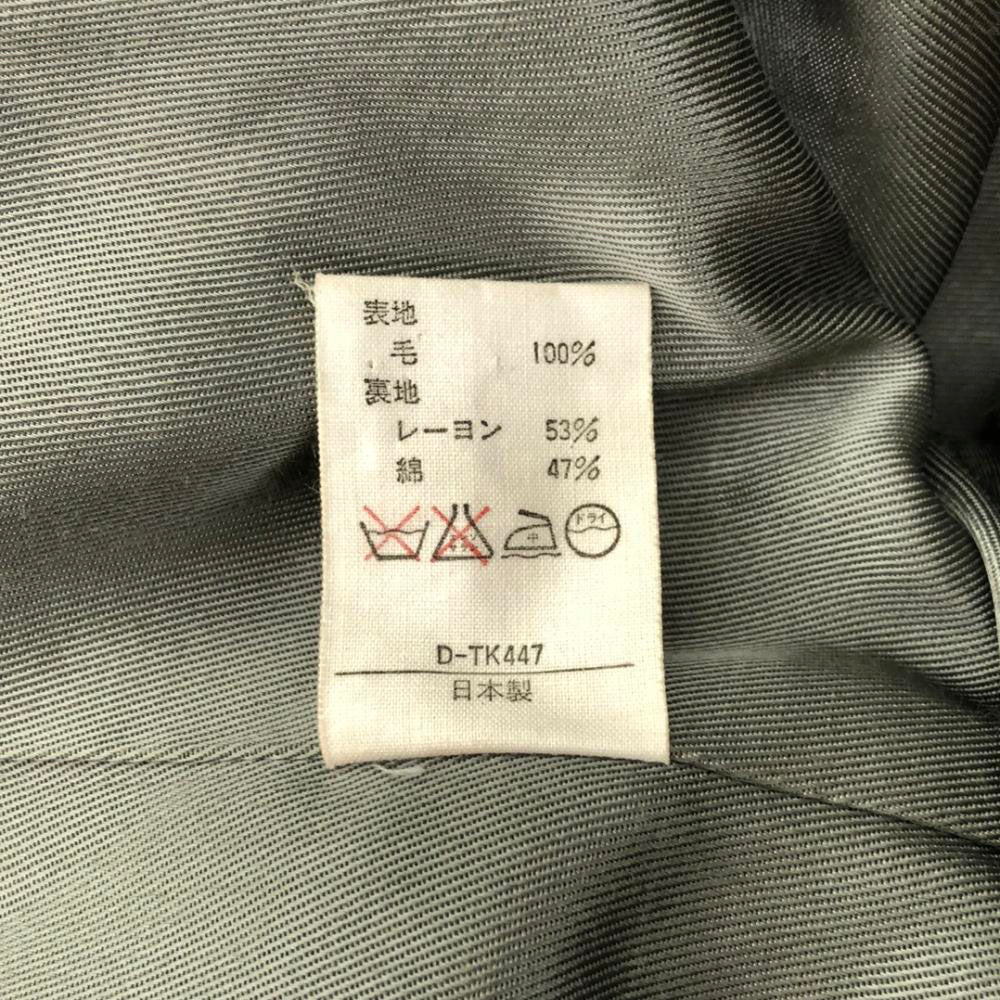 表地
毛 100%
裏地
レーヨン 53%
綿 47%
中 ドライ
D-TK447
日本製